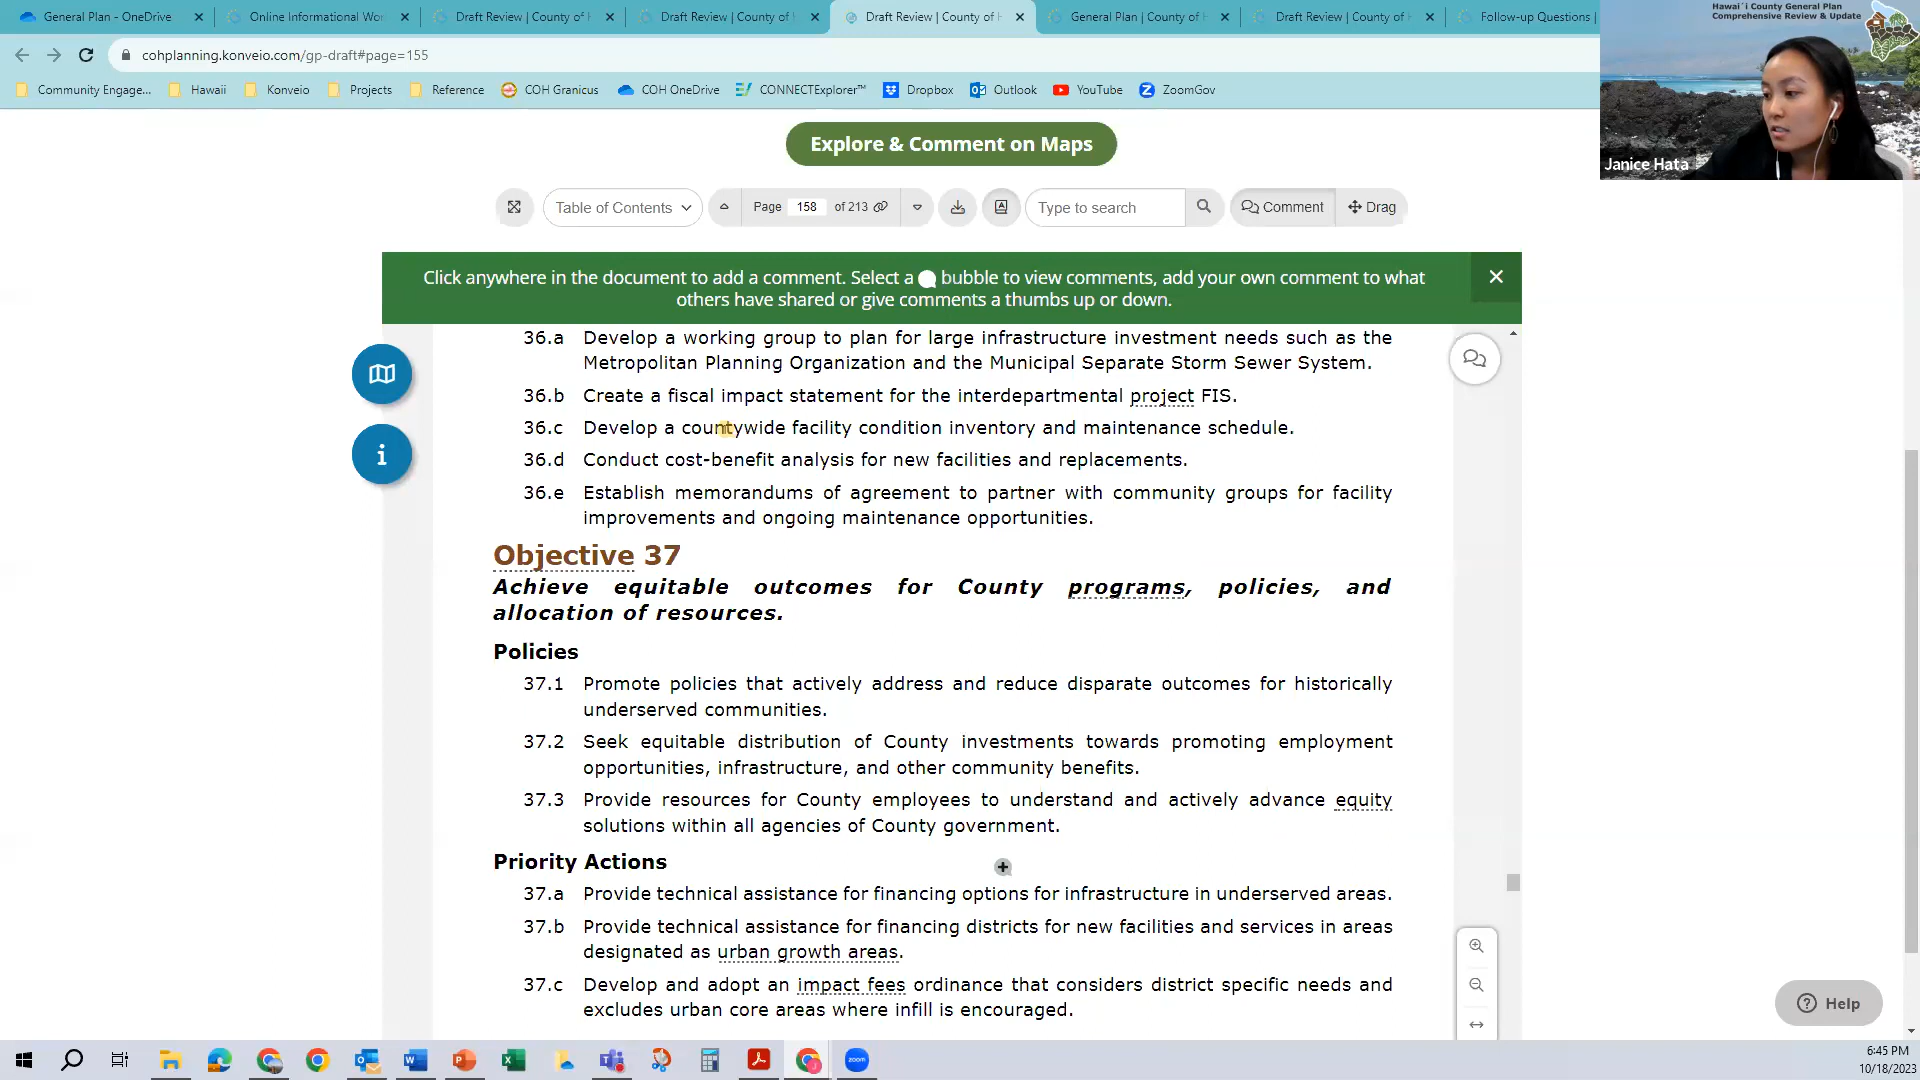 General Plan - OneDrive
Online Informational Wo
Draft Review | County of H
Draft Review | County of
Draft Review | County of H
General Plan | County of
Draft Review | County of
Follow-up Questions |
Hawai`i County General Plan
Comprehensive Review & Update
cohplanning.konveio.com/gp-draft#page=155
Community Engage...
Hawaii
Konveio
Projects
Reference
COH Granicus
COH OneDrive
CONNECTExplorer™
Dropbox
Outlook
YouTube
ZoomGov
Janice Hata
Explore & Comment on Maps
Table of Contents
Page 158 of 213
Type to search
Comment
Drag
Click anywhere in the document to add a comment. Select a bubble to view comments, add your own comment to what
others have shared or give comments a thumbs up or down.
36.a Develop a working group to plan for large infrastructure investment needs such as the
Metropolitan Planning Organization and the Municipal Separate Storm Sewer System.
36.b Create a fiscal impact statement for the interdepartmental project FIS.
36.c Develop a countywide facility condition inventory and maintenance schedule.
36.d Conduct cost-benefit analysis for new facilities and replacements.
36.e Establish memorandums of agreement to partner with community groups for facility
improvements and ongoing maintenance opportunities.
Objective 37
Achieve equitable outcomes for County programs, policies, and
allocation of resources.
Policies
37.1 Promote policies that actively address and reduce disparate outcomes for historically
underserved communities.
37.2 Seek equitable distribution of County investments towards promoting employment
opportunities, infrastructure, and other community benefits.
37.3 Provide resources for County employees to understand and actively advance equity
solutions within all agencies of County government.
Priority Actions
37.a Provide technical assistance for financing options for infrastructure in underserved areas.
37.b Provide technical assistance for financing districts for new facilities and services in areas
designated as urban growth areas.
37.c Develop and adopt an impact fees ordinance that considers district specific needs and
excludes urban core areas where infill is encouraged.
Help
zoom
6:45 PM
10/18/2023